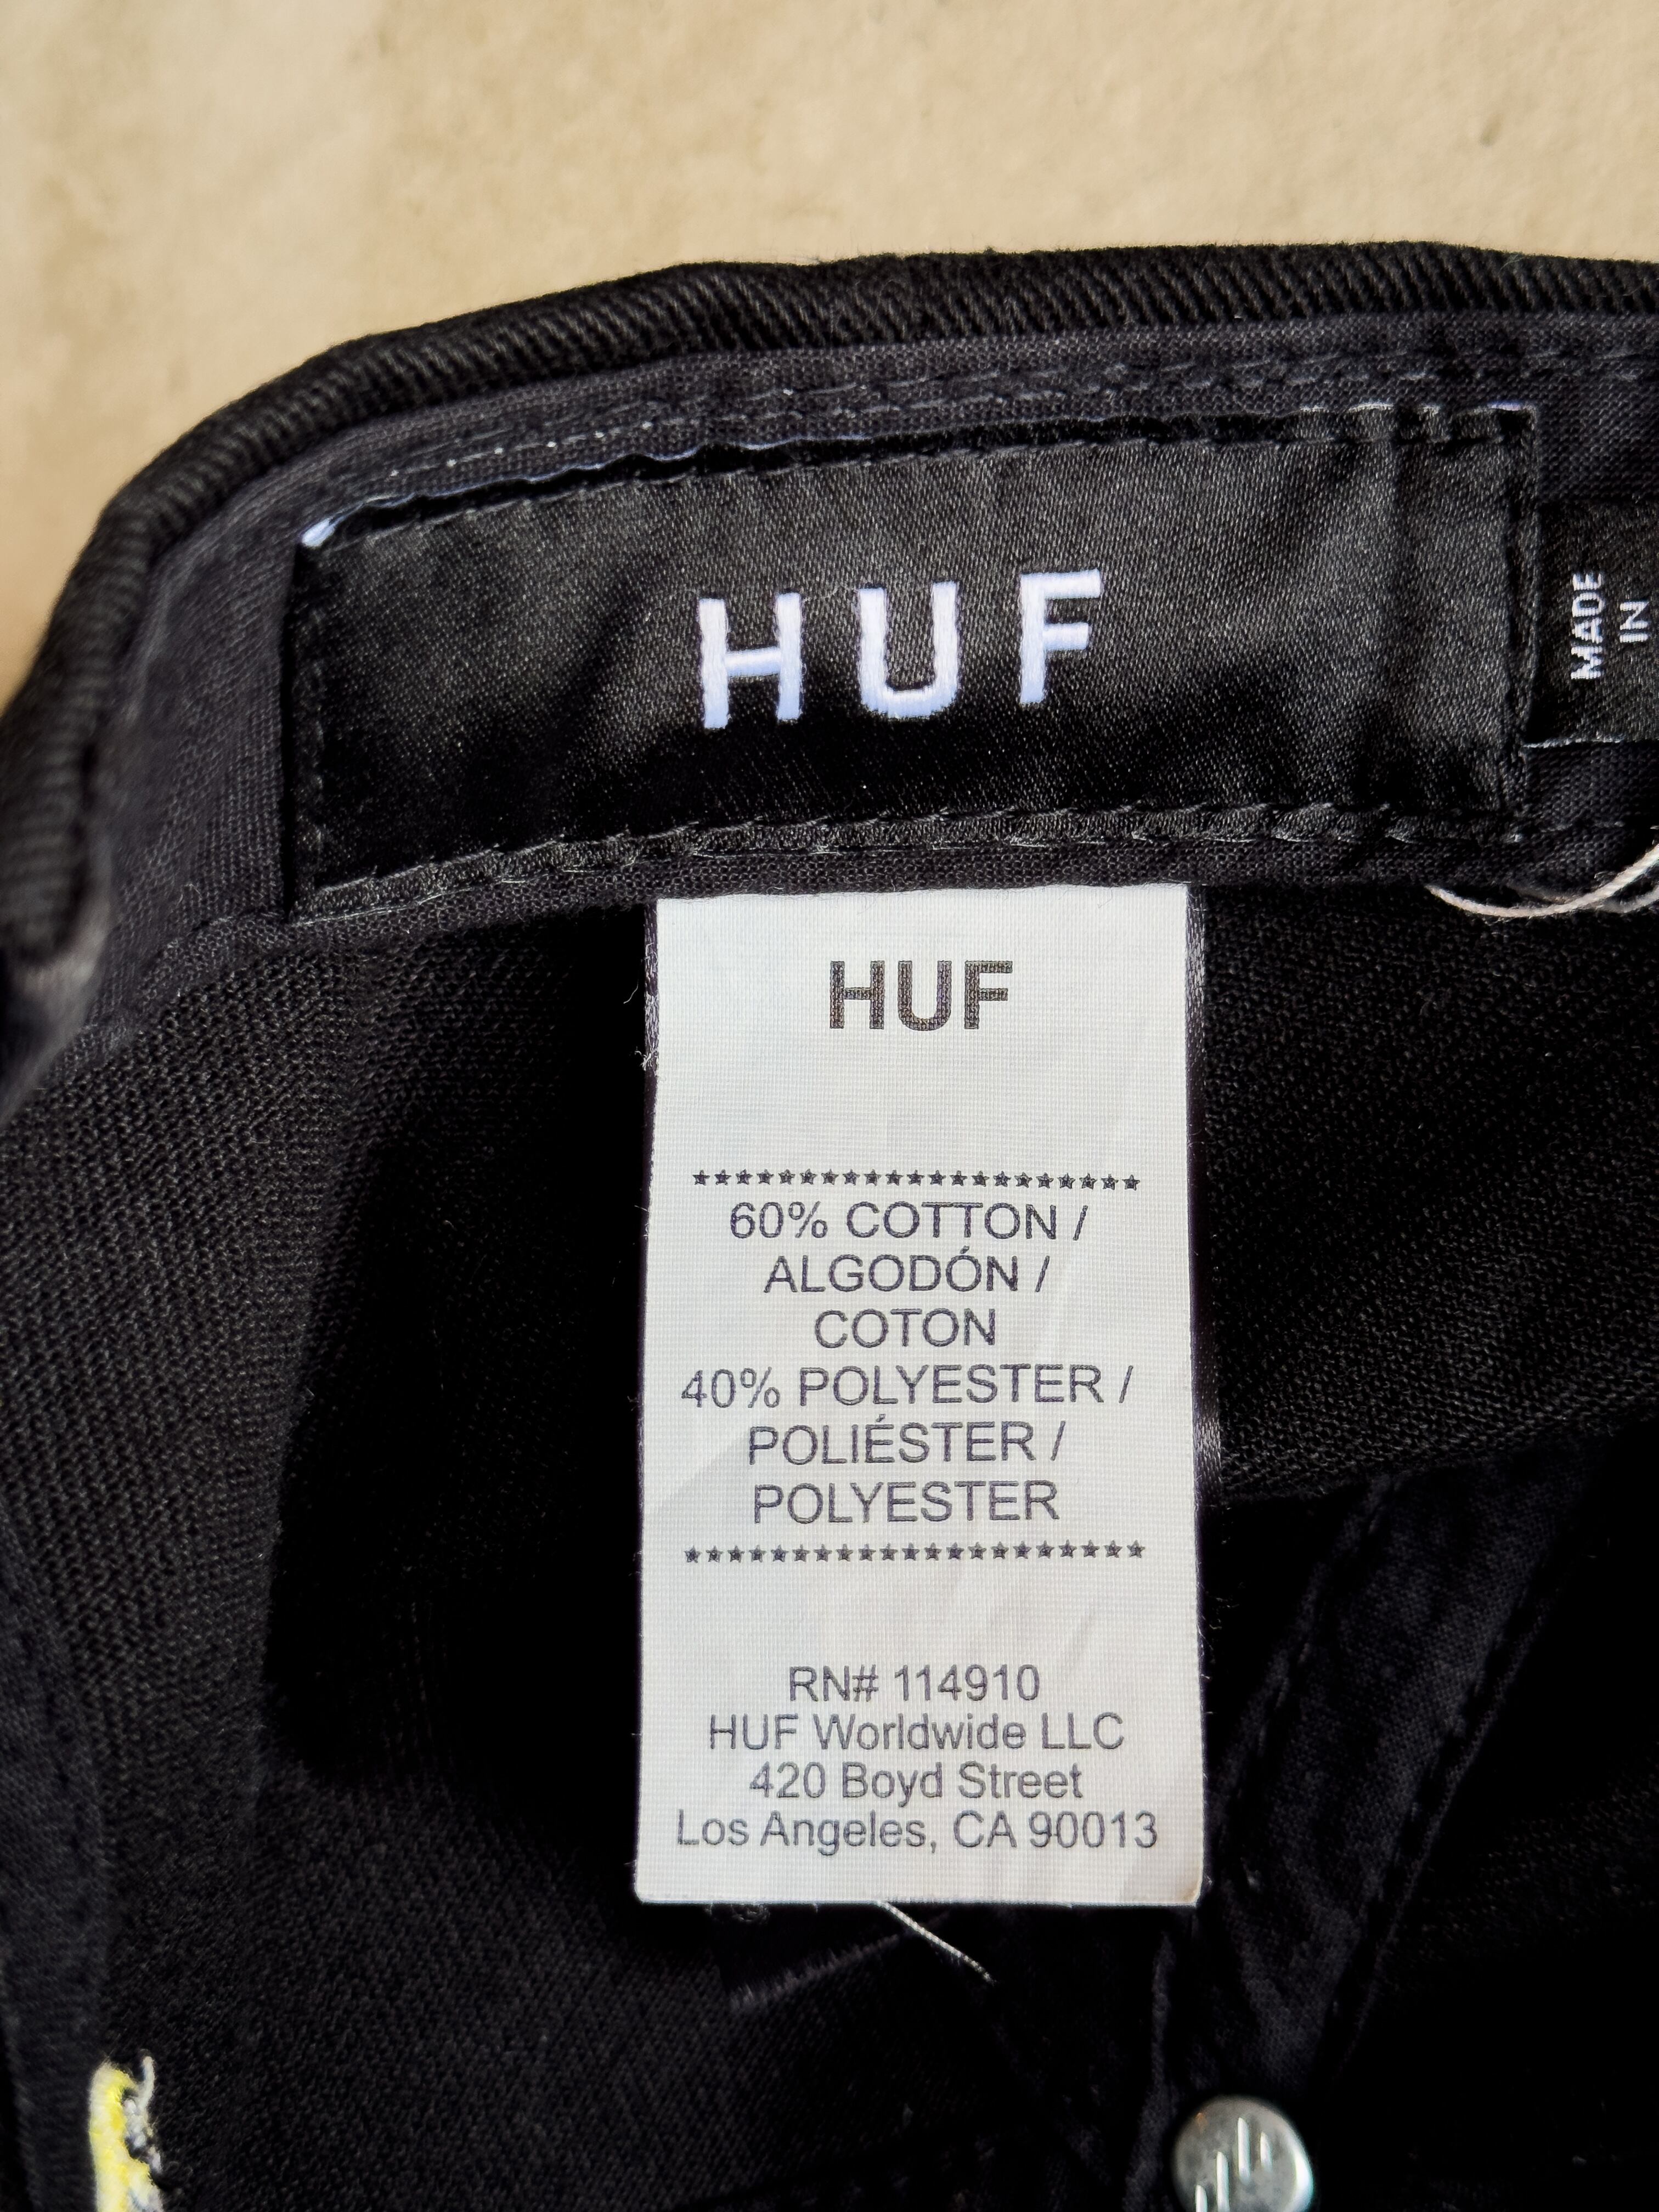 HUF
MADE
IN
HUF
*********************
60% COTTON /
ALGODÓN /
COTON
40% POLYESTER /
POLIÉSTER /
POLYESTER
*********************
RN# 114910
HUF Worldwide LLC
420 Boyd Street
Los Angeles, CA 90013